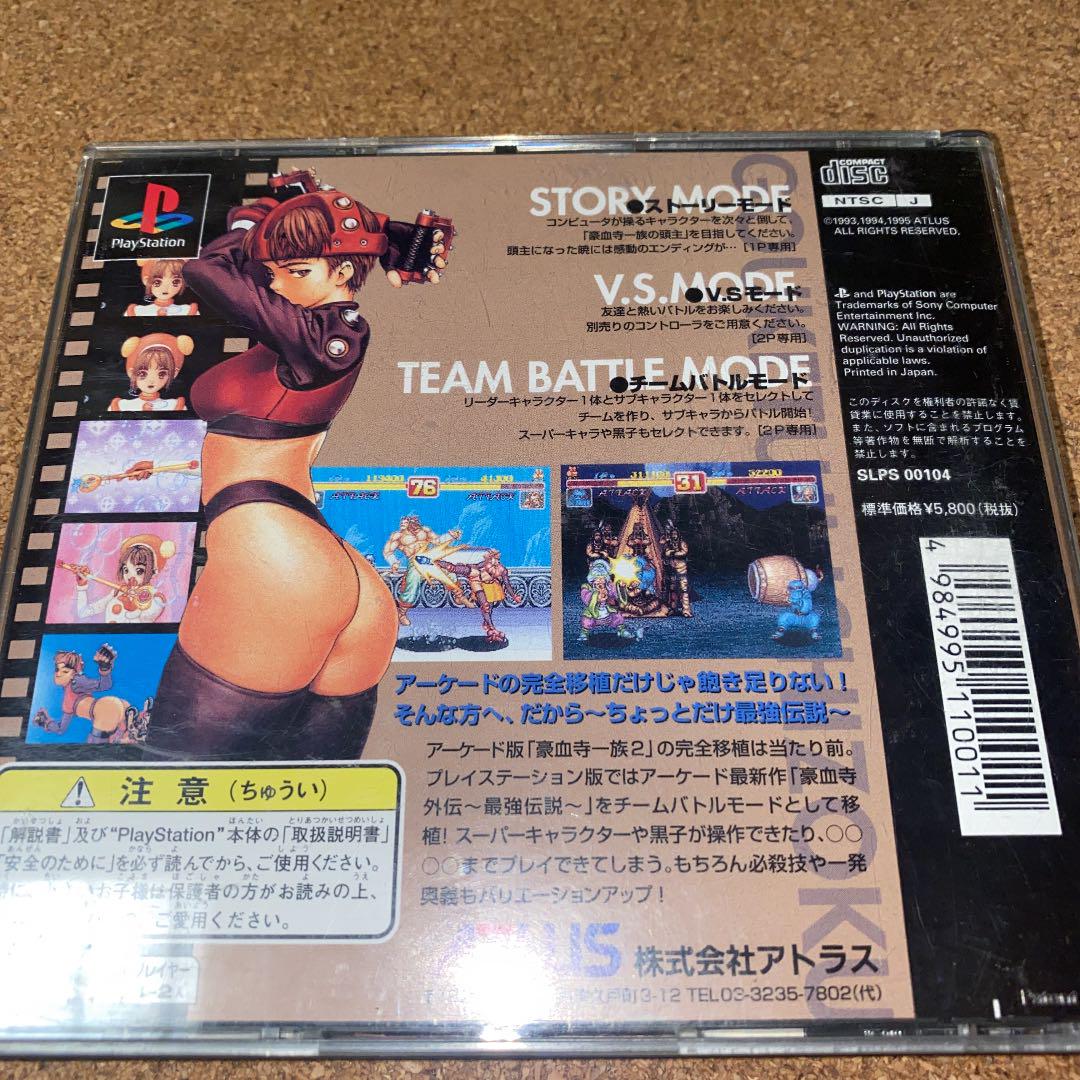 PlayStation
STORY MODE
●ストーリーモード
コンピュータが操るキャラクターを次々と倒して、
「豪血寺一族の頭主」を目指してください。
頭主になった暁には感動のエンディングが… [1P専用]
V.S.MODE
●V.Sモード
友達と熱いバトルをお楽しみください。
別売りのコントローラをご用意ください。
[2P専用]
TEAM BATTLE MODE
●チームバトルモード
リーダーキャラクター1体とサブキャラクター1体をセレクトして
チームを作り、サブキャラからバトル開始!
スーパーキャラや黒子もセレクトできます。[2P専用]
76
ATTACK
ATTACK
31
32200
ATTACK
ATTACK
アーケードの完全移植だけじゃ飽き足りない!
そんな方へ、だから〜ちょっとだけ最強伝説〜
アーケード版「豪血寺一族2」の完全移植は当たり前。
プレイステーション版ではアーケード最新作「豪血寺
外伝〜最強伝説〜」をチームバトルモードとして移
植! スーパーキャラクターや黒子が操作できたり、○○
○○までプレイできてしまう。もちろん必殺技や一発
奥義もバリエーションアップ!
株式会社アトラス
3-12 TEL03-3235-7802(代)
COMPACT
disc
NTSC J
©1993,1994,1995 ATLUS
ALL RIGHTS RESERVED.
and PlayStation are
Trademarks of Sony Computer
Entertainment Inc.
WARNING: All Rights
Reserved. Unauthorized
duplication is a violation of
applicable laws.
Printed in Japan.
このディスクを権利者の許諾なく賃
貸業に使用することを禁止します。
また、ソフトに含まれるプログラム
等著作物を無断で解析することを
禁止します。
SLPS 00104
標準価格¥5,800(税抜)
4 984995 110011
注意(ちゅうい)
「解説書」及び"PlayStation"本体の「取扱説明書」
「安全のために」を必ず読んでから、ご使用ください。
お子様は保護者の方がお読みの上、
ご愛用ください。